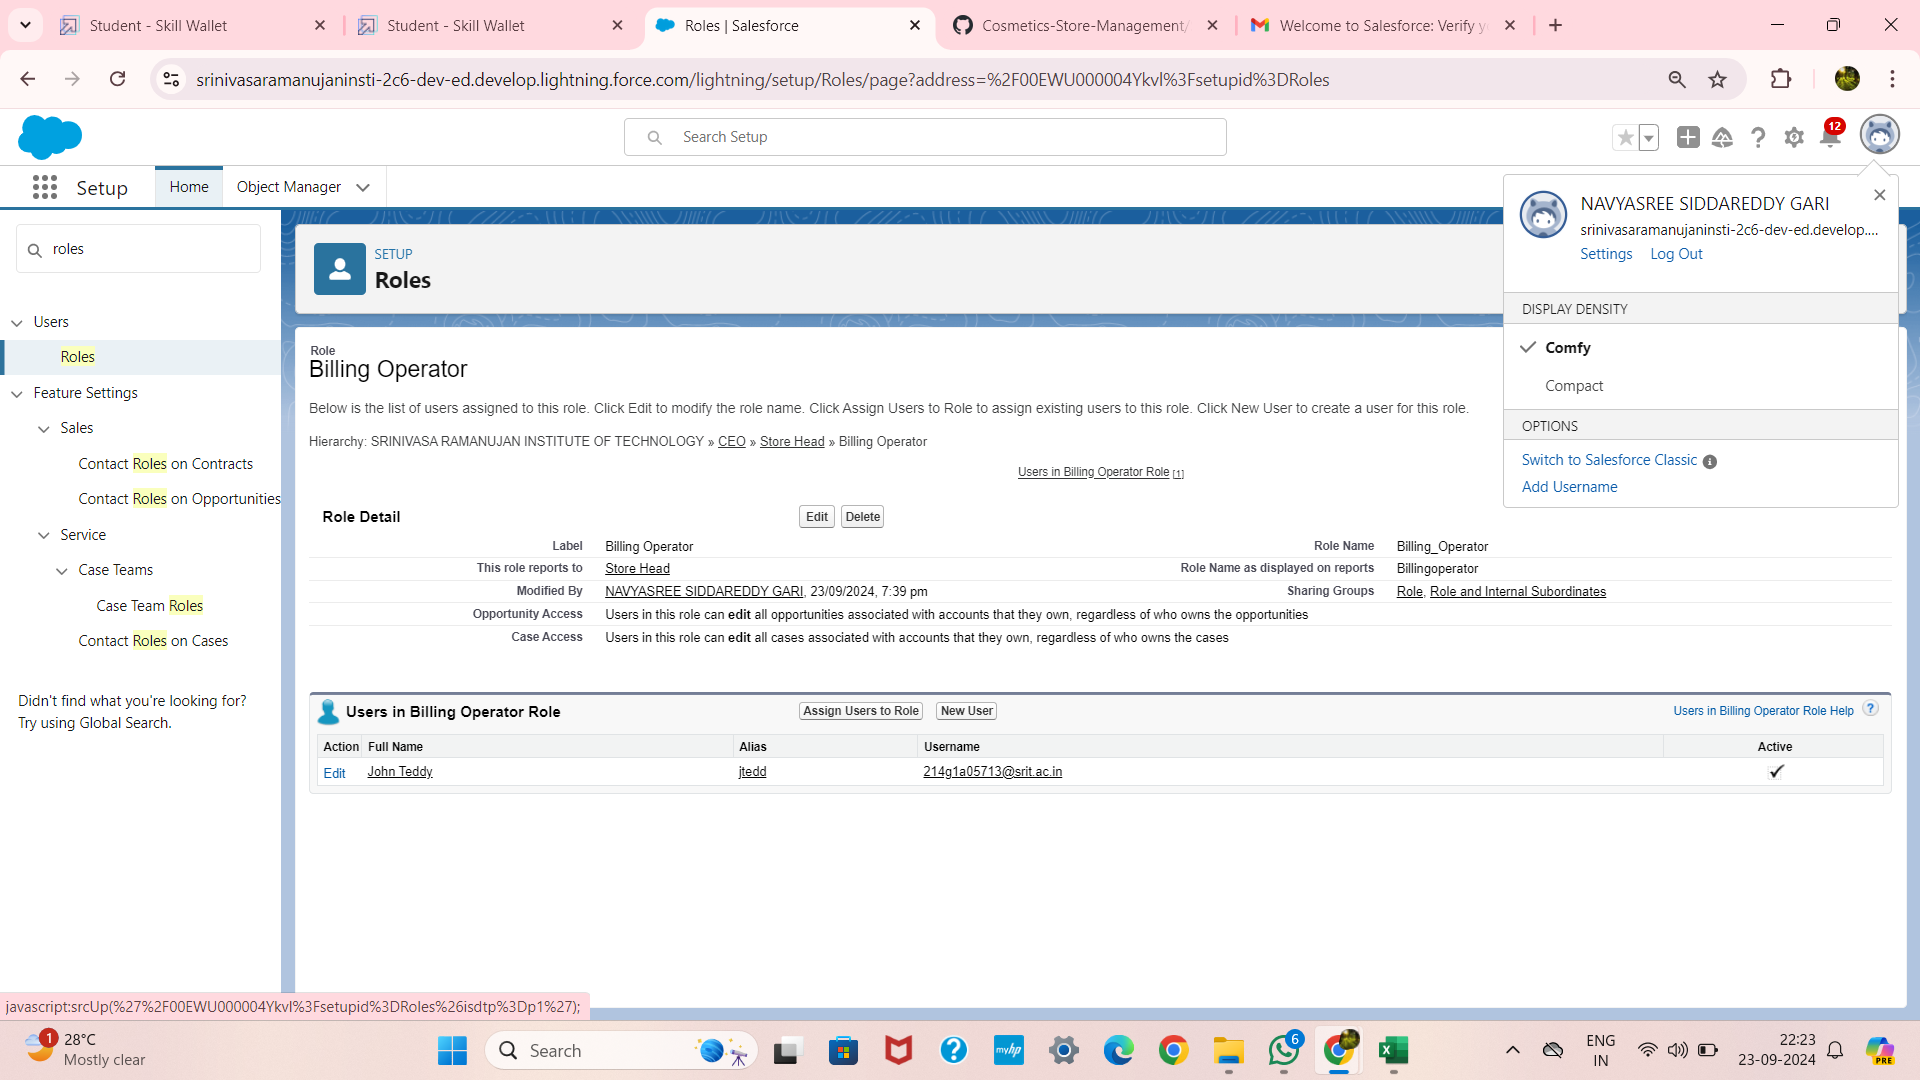 Student - Skill Wallet
Student - Skill Wallet
Roles | Salesforce
Cosmetics-Store-Management/
Welcome to Salesforce: Verify y
srinivasaramanujaninsti-2c6-dev-ed.develop.lightning.force.com/lightning/setup/Roles/page?address=%2F00EWU000004Ykvl%3Fsetupid%3DRoles
Search Setup
12
Setup
Home
Object Manager
NAVYASREE SIDDAREDDY GARI
srinivasaramanujaninsti-2c6-dev-ed.develop....
Settings Log Out
DISPLAY DENSITY
Comfy
Compact
OPTIONS
Switch to Salesforce Classic
Add Username
roles
Users
Roles
Feature Settings
Sales
Contact Roles on Contracts
Contact Roles on Opportunities
Service
Case Teams
Case Team Roles
Contact Roles on Cases
Didn't find what you're looking for?
Try using Global Search.
SETUP
Roles
Role
Billing Operator
Below is the list of users assigned to this role. Click Edit to modify the role name. Click Assign Users to Role to assign existing users to this role. Click New User to create a user for this role.
Hierarchy: SRINIVASA RAMANUJAN INSTITUTE OF TECHNOLOGY » CEO » Store Head » Billing Operator
Users in Billing Operator Role [1]
Role Detail Edit Delete
Label Billing Operator Role Name Billing_Operator
This role reports to Store Head Role Name as displayed on reports Billingoperator
Modified By NAVYASREE SIDDAREDDY GARI, 23/09/2024, 7:39 pm Sharing Groups Role, Role and Internal Subordinates
Opportunity Access Users in this role can edit all opportunities associated with accounts that they own, regardless of who owns the opportunities
Case Access Users in this role can edit all cases associated with accounts that they own, regardless of who owns the cases
Users in Billing Operator Role Assign Users to Role New User Users in Billing Operator Role Help ?
Action Full Name Alias Username Active
Edit John Teddy jtedd 214g1a05713@srit.ac.in
javascript:srcUp(%27%2F00EWU000004Ykvl%3Fsetupid%3DRoles%26isdtp%3Dp1%27);
1
28°C
Mostly clear
Search
myhp
6
ENG
IN
22:23
23-09-2024
PRE